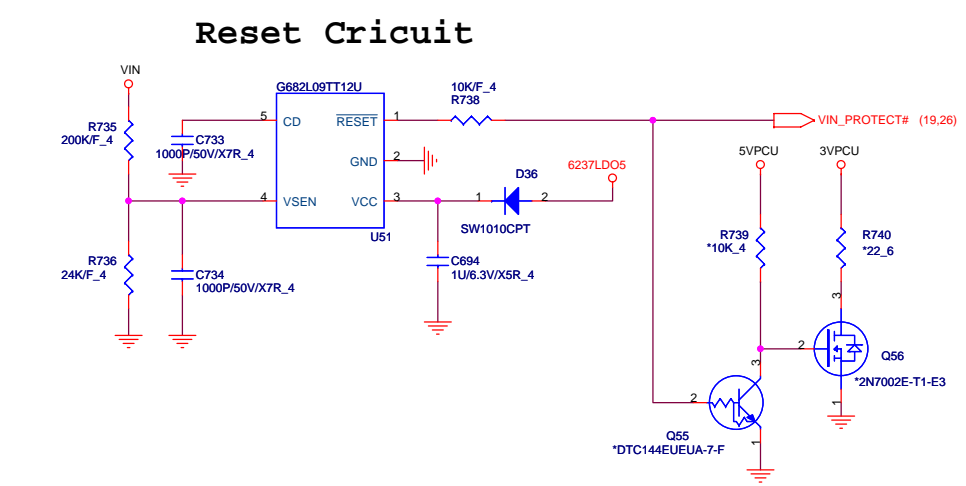 Reset Cricuit
VIN
G682L09TT12U
10K/F_4
R738
R735
200K/F_4
5
CD
RESET
1
VIN_PROTECT# (19,26)
C733
1000P/50V/X7R_4
GND
2
5VPCU
3VPCU
D36
6237LDO5
4
VSEN
VCC
3
1
2
SW1010CPT
U51
R739
*10K_4
R740
*22_6
R736
24K/F_4
C734
1000P/50V/X7R_4
C694
1U/6.3V/X5R_4
3
2
Q56
3
*2N7002E-T1-E3
2
1
Q55
*DTC144EUEUA-7-F
1